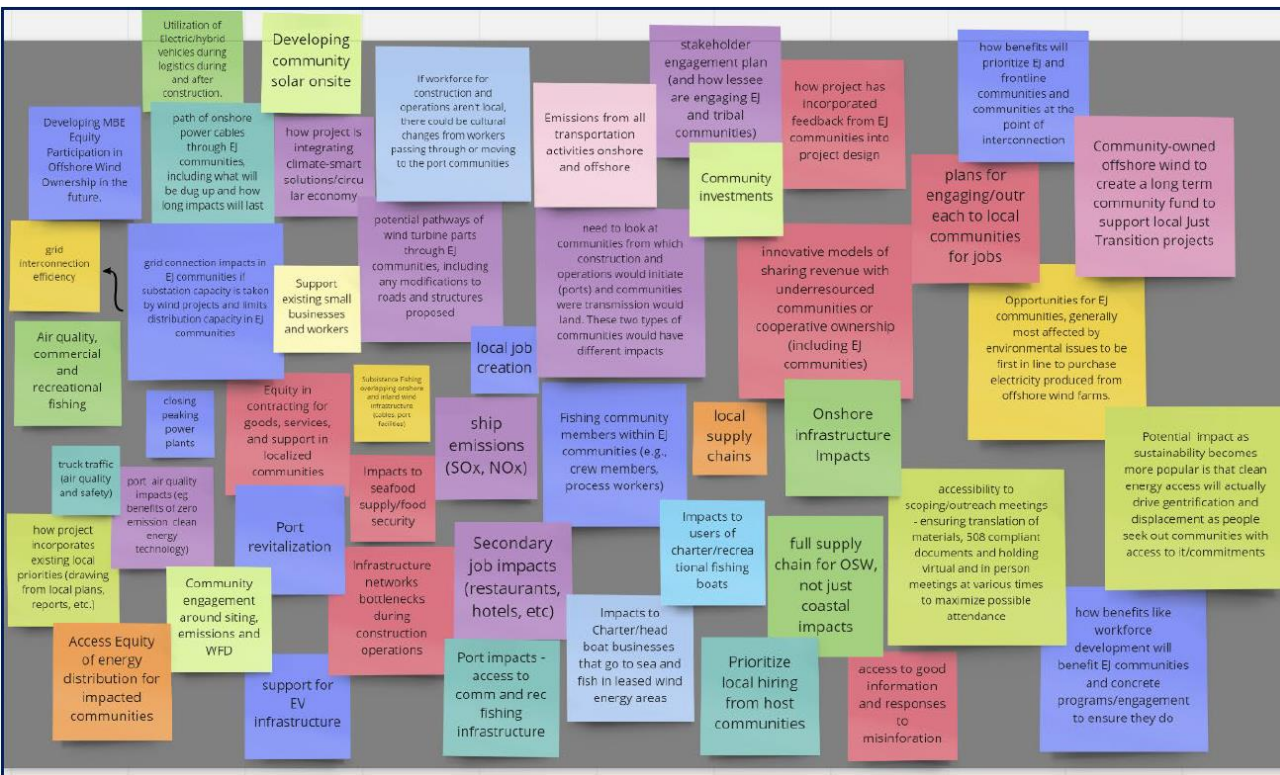 Utilization of
Electric/hybrid
vehicles during
logistics during
and after
construction.
Developing
community
solar onsite
If workforce for
construction and
operations aren't local,
there could be cultural
changes from workers
passing through or moving
to the port communities
Emissions from all
transportation
activities onshore
and offshore
stakeholder
engagement plan
(and how lessee
are engaging EJ
and tribal
communities)
how project has
incorporated
feedback from EJ
communities into
project design
how benefits will
prioritize EJ and
frontline
communities and
communities at the
point of
interconnection
Community-owned
offshore wind to
create a long term
community fund to
support local Just
Transition projects
Developing MBE
Equity
Participation in
Offshore Wind
Ownership in the
future.
path of onshore
power cables
through EJ
communities,
including what will
be dug up and how
long impacts will last
how project is
integrating
climate-smart
solutions/circu
lar economy
Community
investments
plans for
engaging/outr
each to local
communities
for jobs
grid
interconnection
efficiency
grid connection impacts in
EJ communities if
substation capacity is taken
by wind projects and limits
distribution capacity in EJ
communities
Support
existing small
businesses
and workers
potential pathways of
wind turbine parts
through EJ
communities, including
any modifications to
roads and structures
proposed
need to look at
communities from which
construction and
operations would initiate
(ports) and communities
were transmission would
land. These two types of
communities would have
different impacts
innovative models of
sharing revenue with
underresourced
communities or
cooperative ownership
(including EJ
communities)
Opportunities for EJ
communities, generally
most affected by
environmental issues to be
first in line to purchase
electricity produced from
offshore wind farms.
Air quality,
commercial
and
recreational
fishing
closing
peaking
power
plants
Equity in
contracting for
goods, services,
and support in
localized
communities
Subsistence Fishing
overlapping onshore
and inland wind
infrastructure
(cables, port
facilities)
local job
creation
ship
emissions
(SOx, NOx)
Fishing community
members within EJ
communities (e.g.,
crew members,
process workers)
local
supply
chains
Onshore
infrastructure
Impacts
Potential impact as
sustainability becomes
more popular is that clean
energy access will actually
drive gentrification and
displacement as people
seek out communities with
access to it/commitments
truck traffic
(air quality
and safety)
port air quality
impacts (eg
benefits of zero
emission clean
energy
technology)
Port
revitalization
Impacts to
seafood
supply/food
security
Secondary
job impacts
(restaurants,
hotels, etc)
Impacts to
users of
charter/recrea
tional fishing
boats
full supply
chain for OSW,
not just
coastal
impacts
accessibility to
scoping/outreach meetings
- ensuring translation of
materials, 508 compliant
documents and holding
virtual and in person
meetings at various times
to maximize possible
attendance
how project
incorporates
existing local
priorities (drawing
from local plans,
reports, etc.)
Community
engagement
around siting,
emissions and
WFD
Infrastructure
networks
bottlenecks
during
construction
operations
Impacts to
Charter/head
boat businesses
that go to sea and
fish in leased wind
energy areas
how benefits like
workforce
development will
benefit EJ communities
and concrete
programs/engagement
to ensure they do
Access Equity
of energy
distribution for
impacted
communities
support for
EV
infrastructure
Port impacts -
access to
comm and rec
fishing
infrastructure
Prioritize
local hiring
from host
communities
access to good
information
and responses
to
misinforation